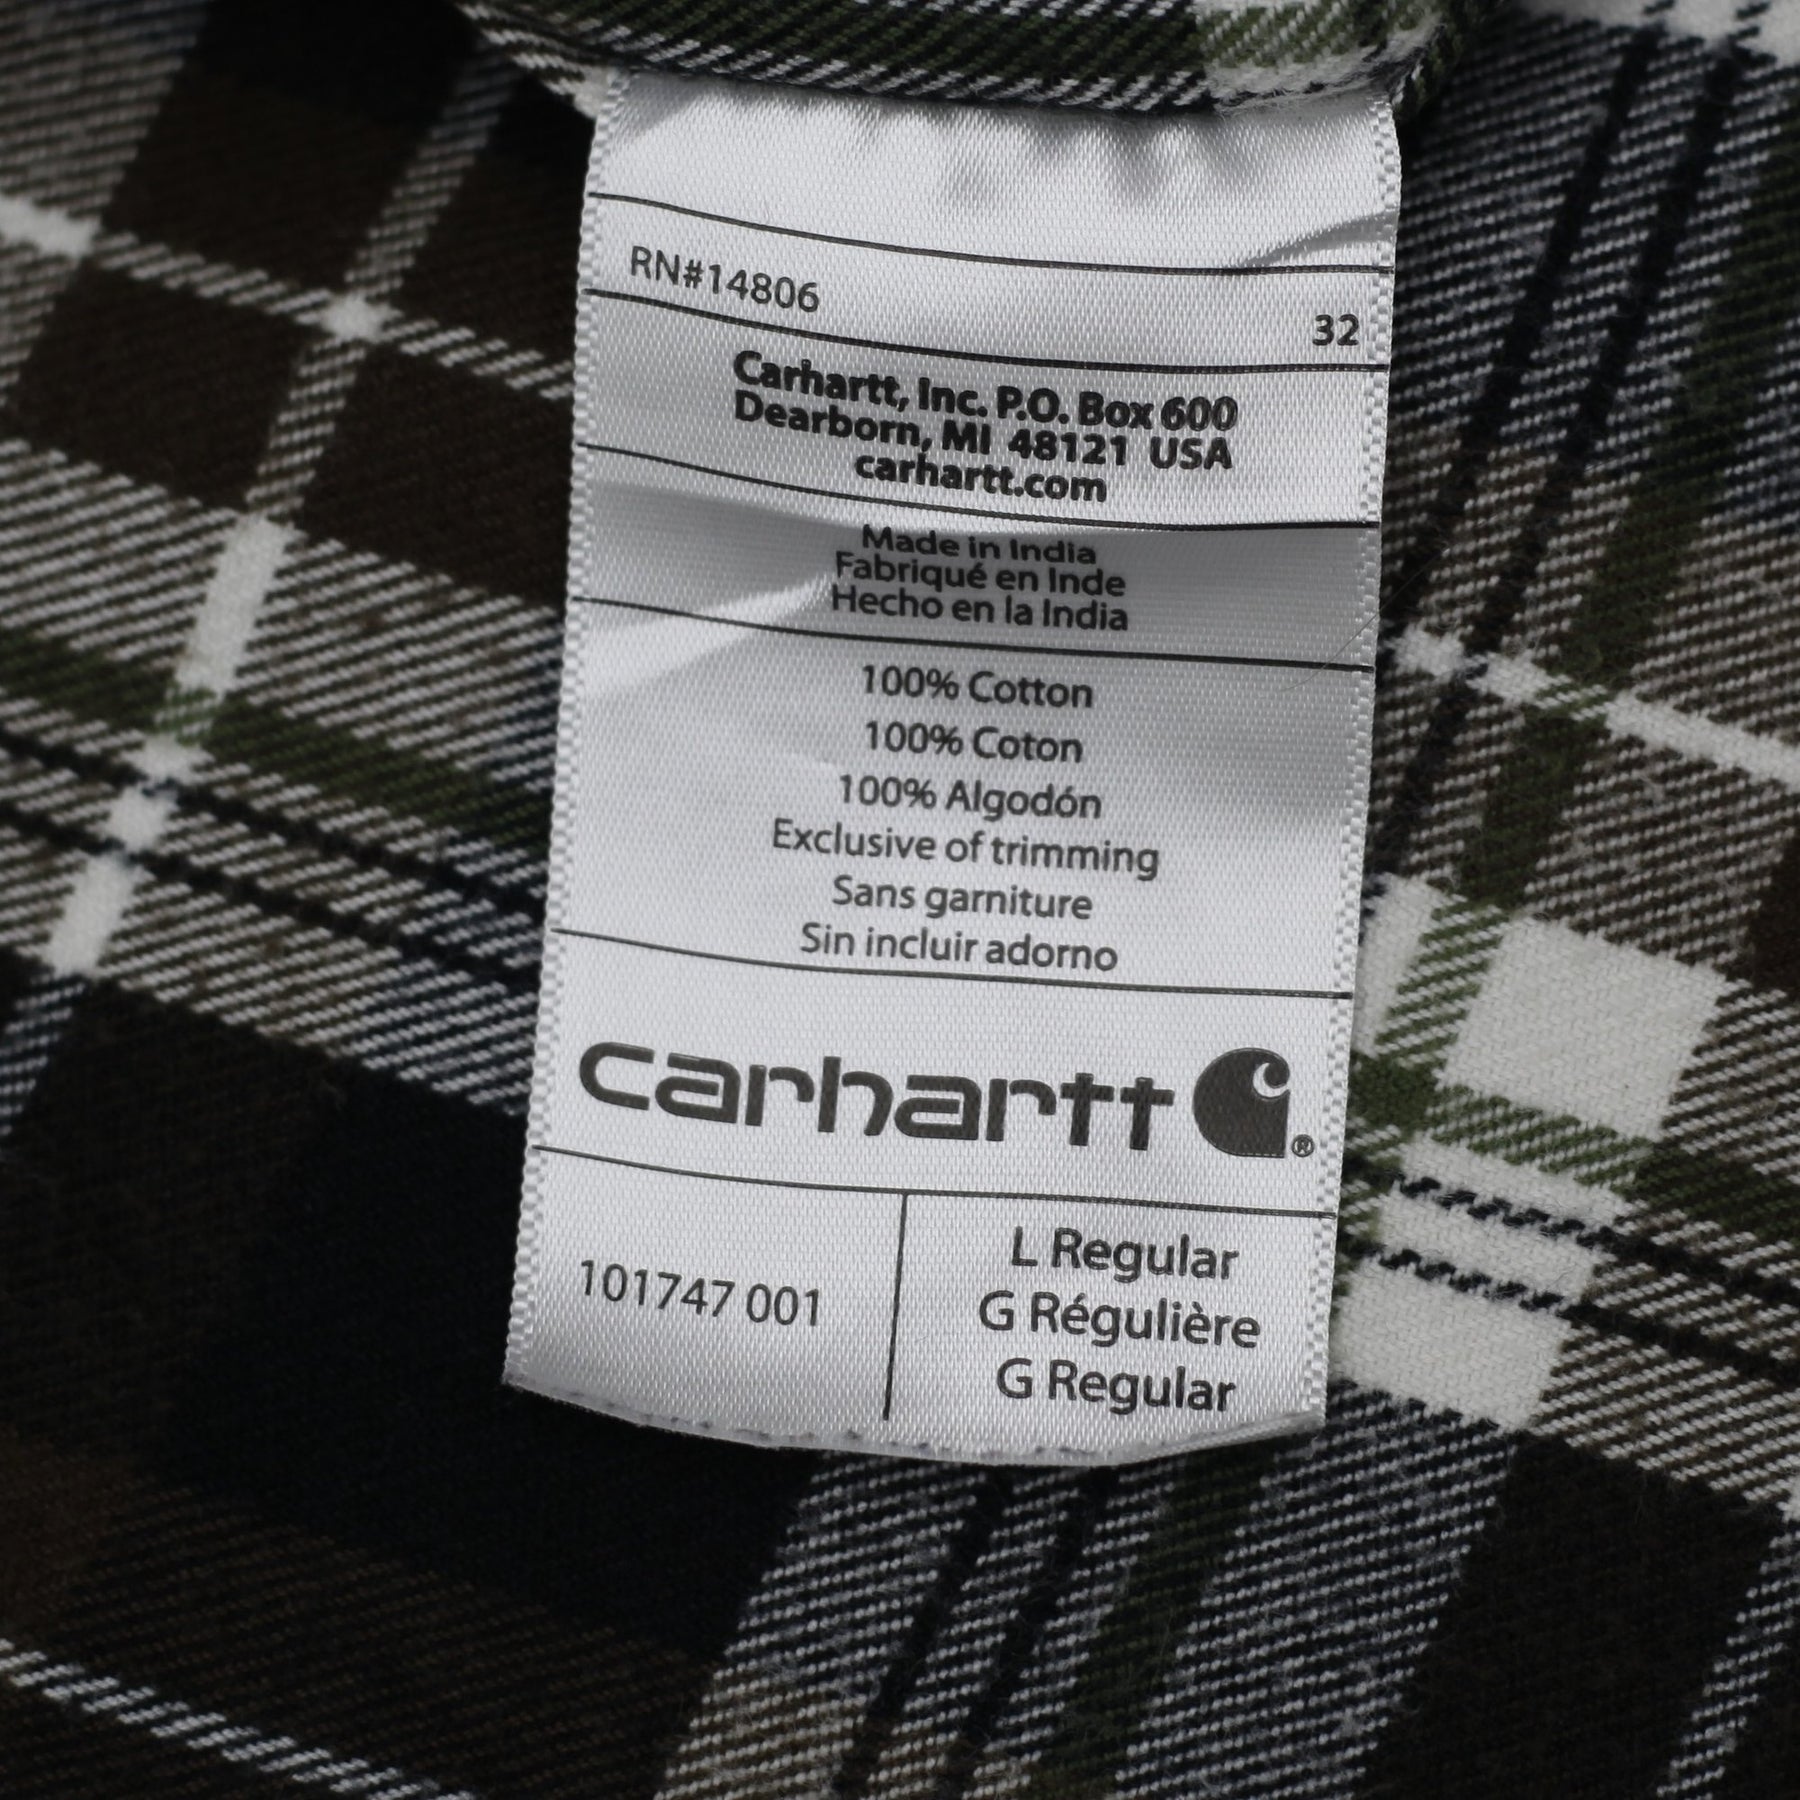 RN#14806
32
Carhartt, Inc. P.O. Box 600
Dearborn, MI 48121 USA
carhartt.com
Made in India
Fabriqué en Inde
Hecho en la India
100% Cotton
100% Coton
100% Algodón
Exclusive of trimming
Sans garniture
Sin incluir adorno
carhartt ®
101747 001
L Regular
G Régulière
G Regular